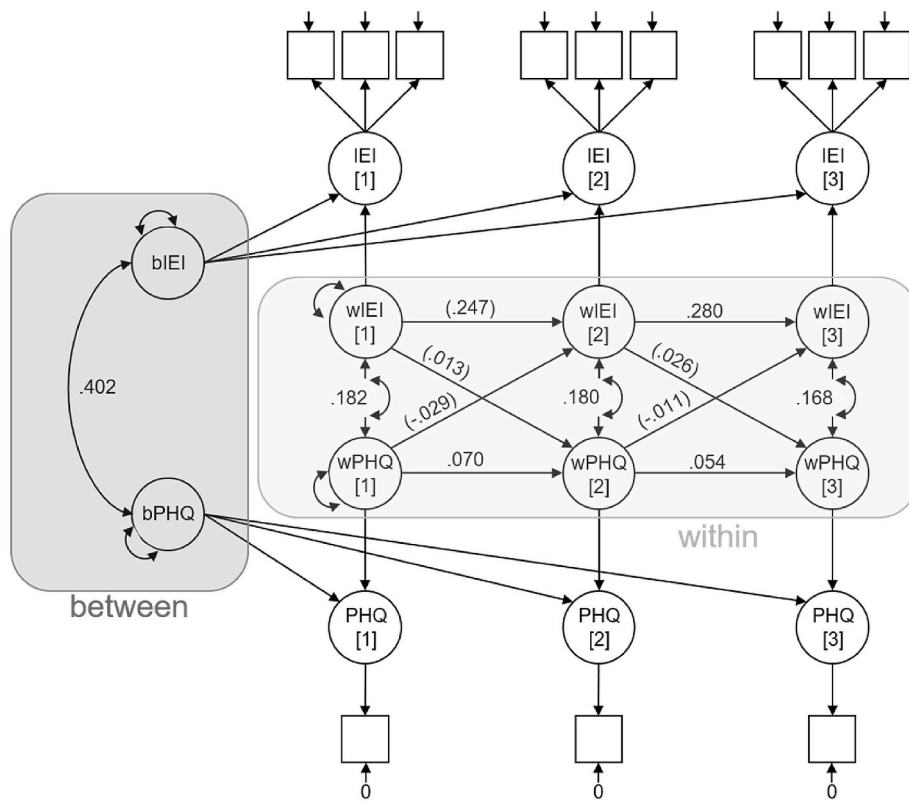 IEI
[1]
IEI
[2]
IEI
[3]
bIEI
wIEI
[1]
(.247)
wIEI
[2]
.280
wIEI
[3]
(.013)
(.026)
.402
.182
(-.029)
.180
(-.011)
.168
wPHQ
[1]
.070
wPHQ
[2]
.054
wPHQ
[3]
bPHQ
within
between
PHQ
[1]
PHQ
[2]
PHQ
[3]
0
0
0